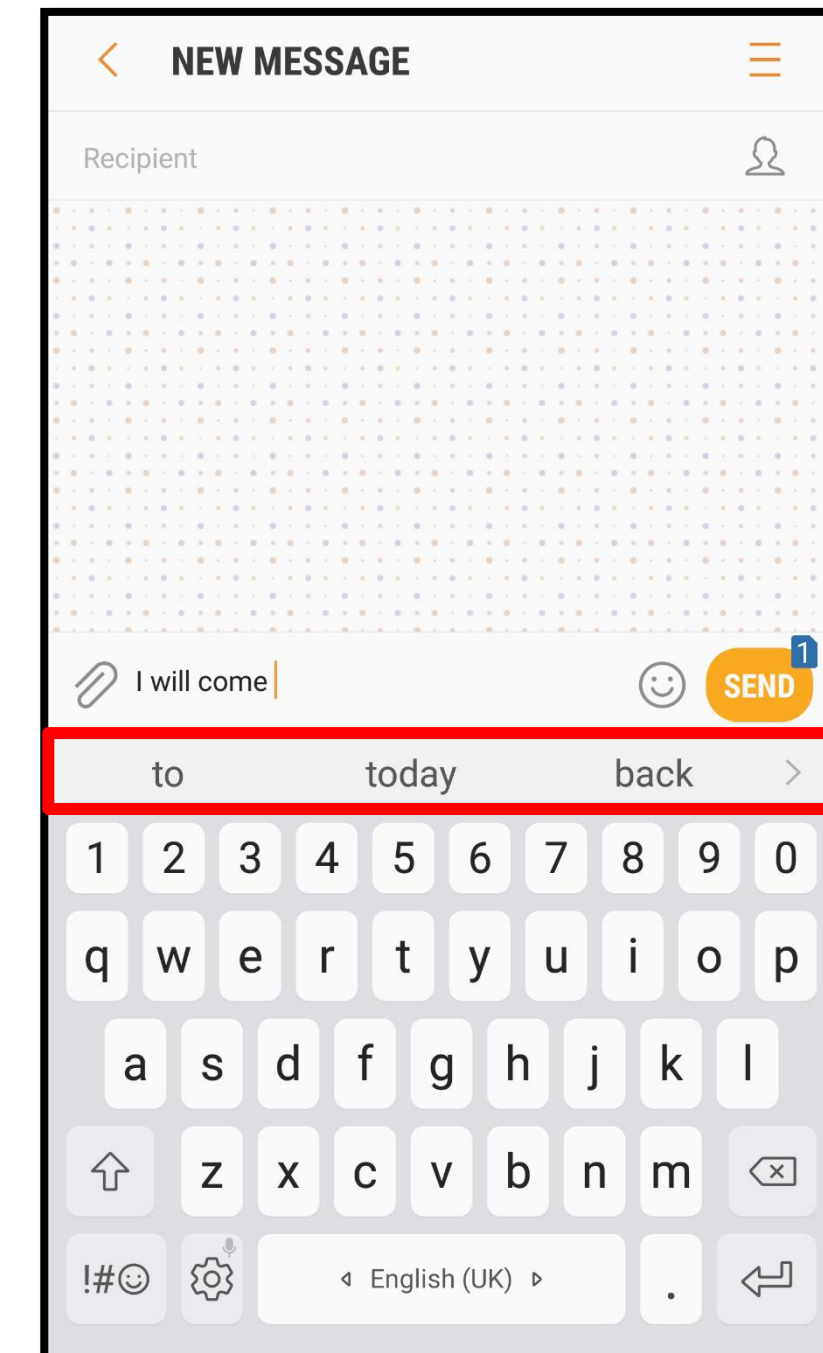 NEW MESSAGE
Recipient
I will come
1
SEND
to today back
1 2 3 4 5 6 7 8 9 0
q w e r t y u i o p
a s d f g h j k l
z x c v b n m
!#☺ English (UK) .